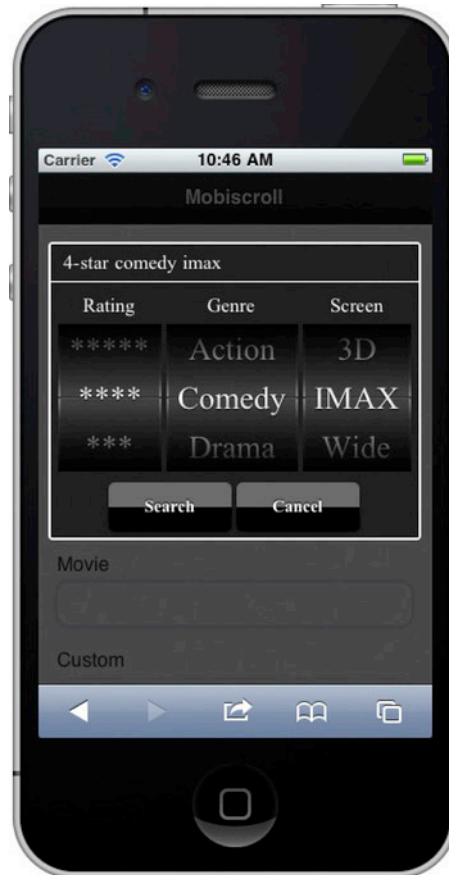 Carrier 10:46 AM
Mobiscroll
4-star comedy imax
Rating Genre Screen
***** Action 3D
**** Comedy IMAX
*** Drama Wide
Search Cancel
Movie
Custom